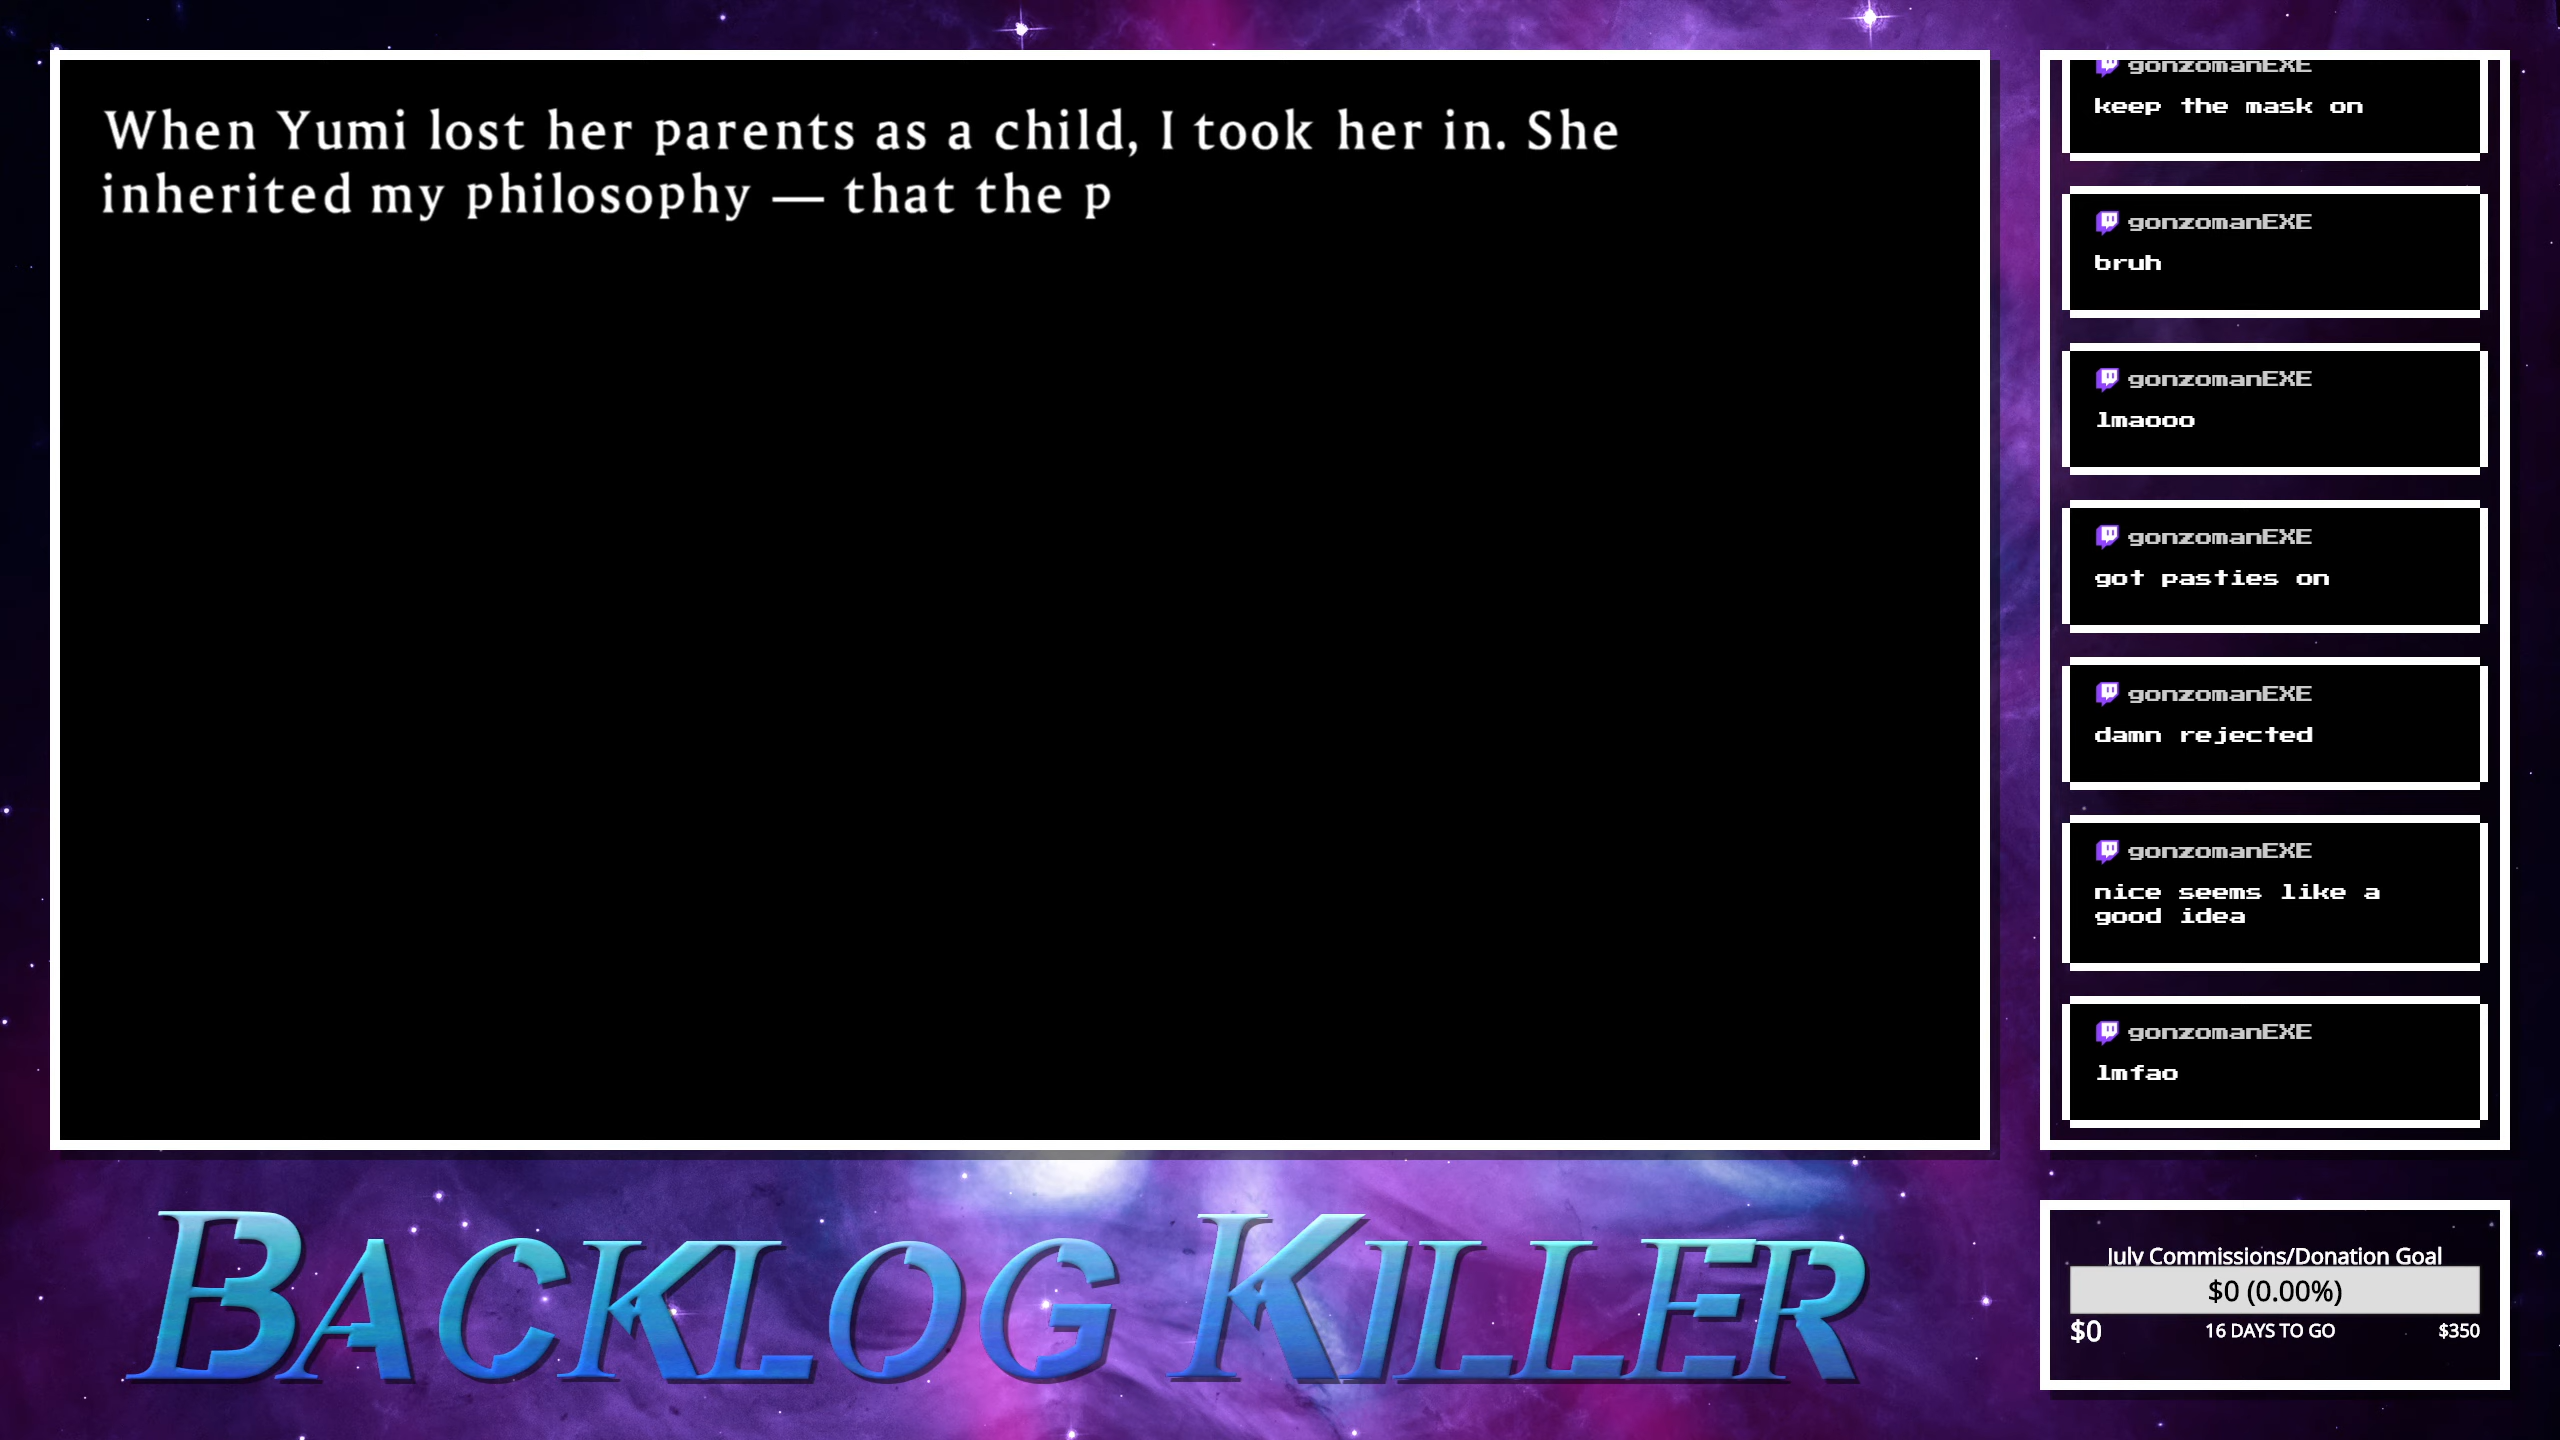 When Yumi lost her parents as a child, I took her in. She
inherited my philosophy — that the p
gonzomanEXE
keep the mask on
gonzomanEXE
bruh
gonzomanEXE
lmaooo
gonzomanEXE
got pasties on
gonzomanEXE
damn rejected
gonzomanEXE
nice seems like a
good idea
gonzomanEXE
lmfao
BACKLOG KILLER
July Commissions/Donation Goal
$0 (0.00%)
$0 16 DAYS TO GO $350